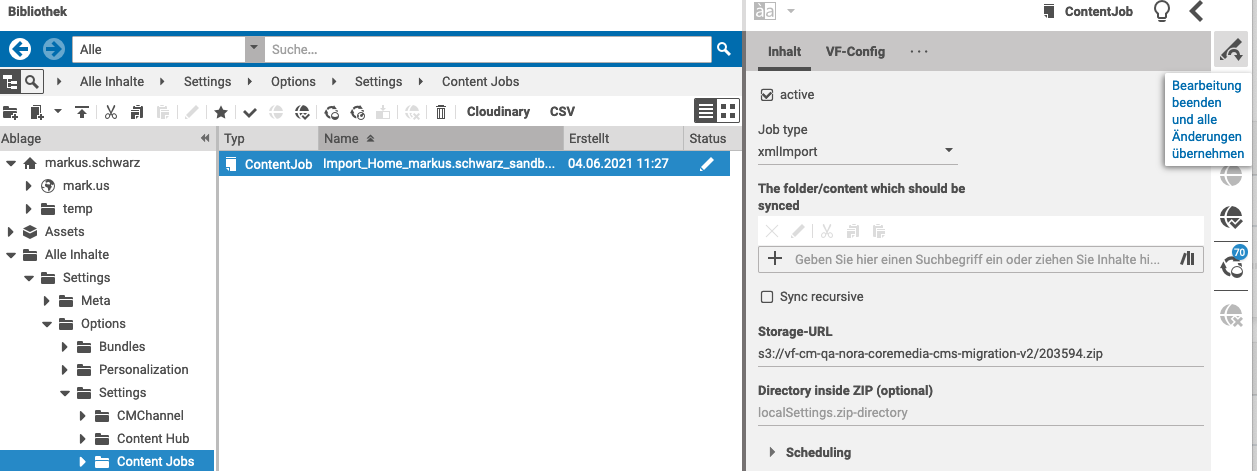 Bibliothek
Alle
Suche...
Alle Inhalte
Settings
Options
Settings
Content Jobs
Cloudinary
CSV
Ablage
markus.schwarz
mark.us
temp
Assets
Alle Inhalte
Settings
Meta
Options
Bundles
Personalization
Settings
CMChannel
Content Hub
Content Jobs
Typ
Name
Erstellt
Status
ContentJob
Import_Home_markus.schwarz_sandb...
04.06.2021 11:27
àa
ContentJob
Inhalt
VF-Config
active
Job type
xmlImport
The folder/content which should be
synced
Geben Sie hier einen Suchbegriff ein oder ziehen Sie Inhalte hi...
Sync recursive
Storage-URL
s3://vf-cm-qa-nora-coremedia-cms-migration-v2/203594.zip
Directory inside ZIP (optional)
localSettings.zip-directory
Scheduling
Bearbeitung
beenden
und alle
Änderungen
übernehmen
70